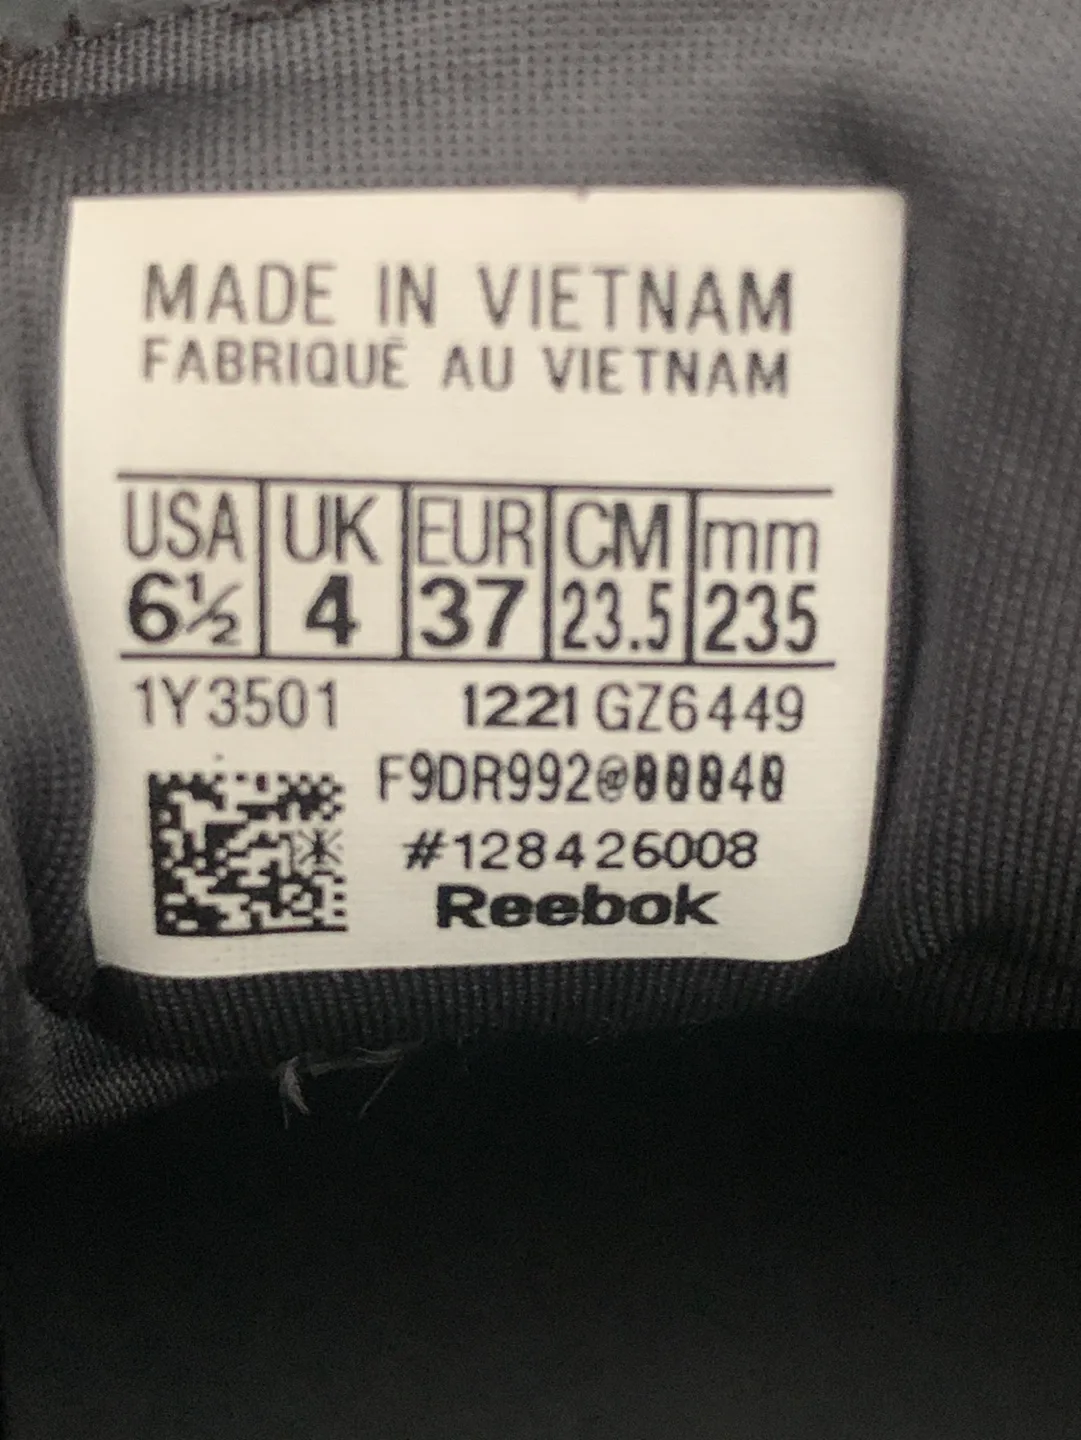 MADE IN VIETNAM
FABRIQUÉ AU VIETNAM
USA UK EUR CM mm
6½ 4 37 23.5 235
1Y3501 1221 GZ6449
F9DR992@00040
#128426008
Reebok